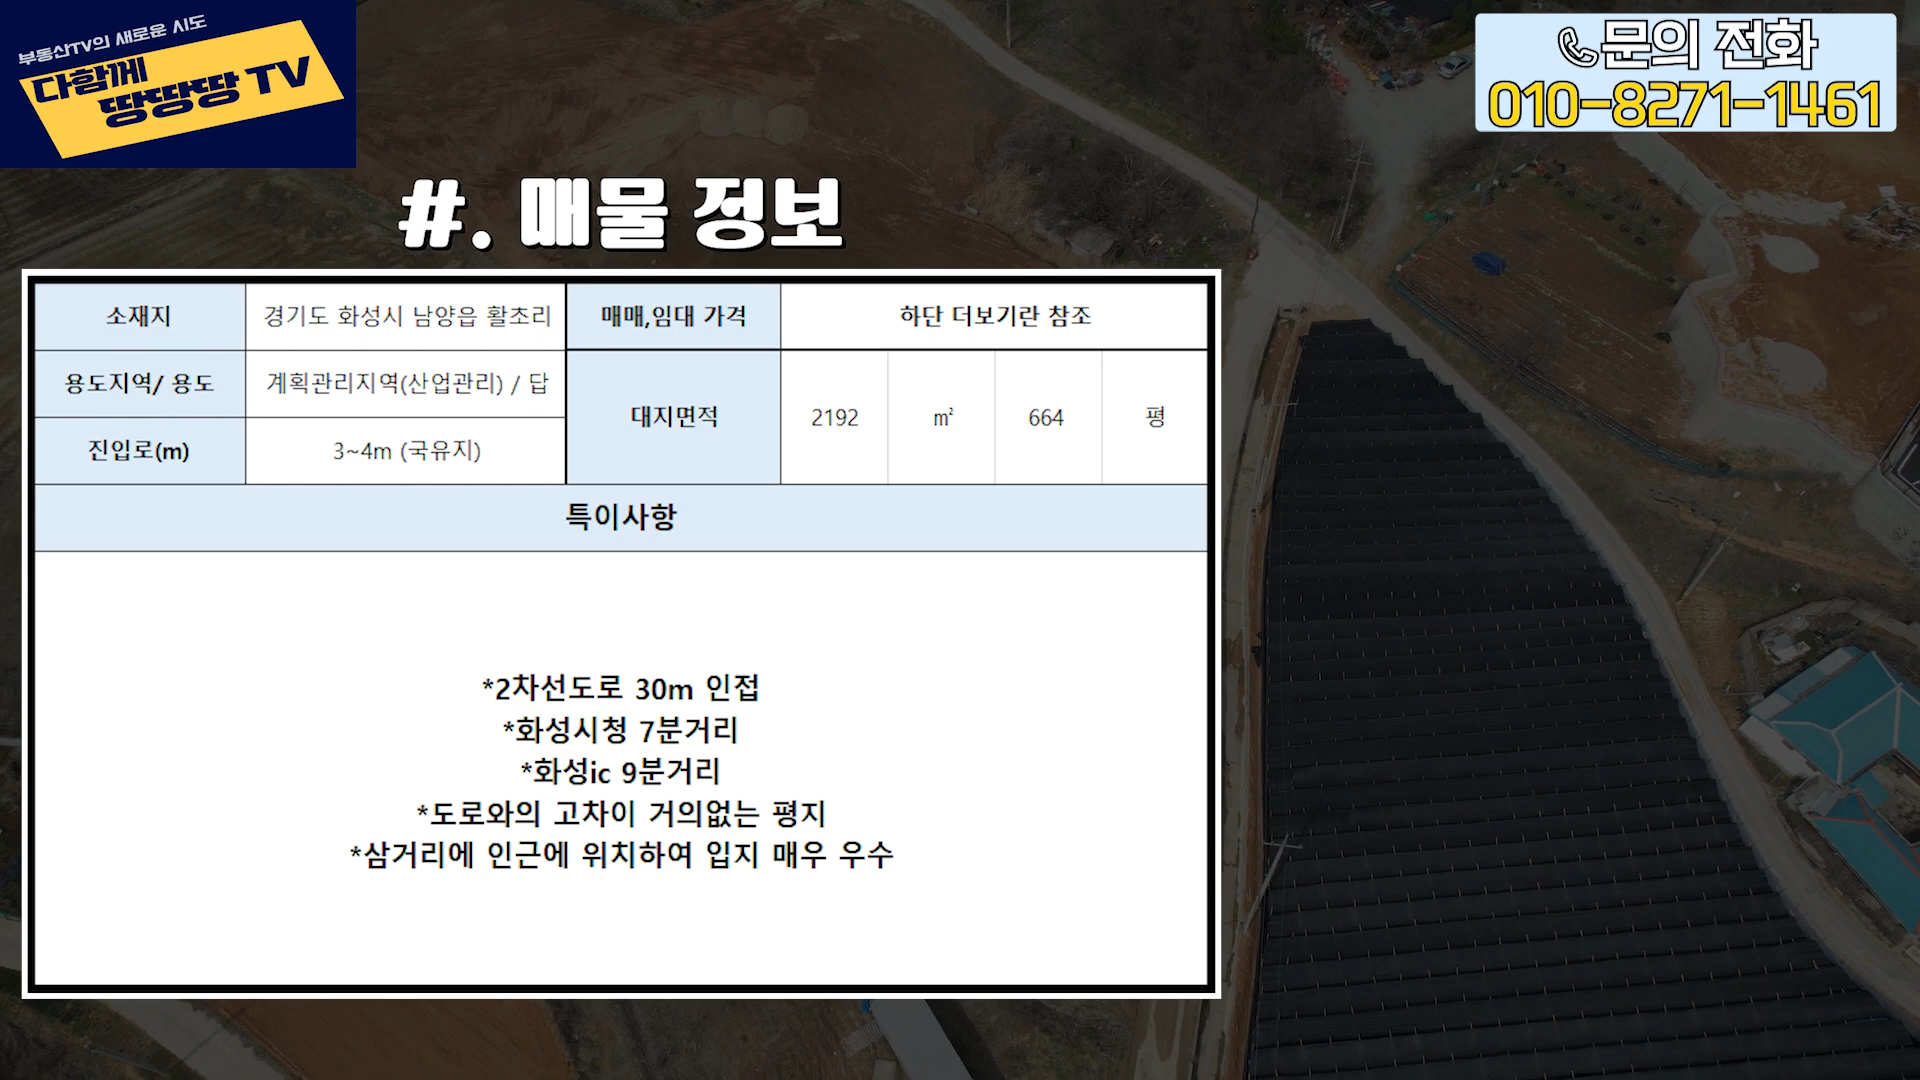 부동산TV의 새로운 시도
다함께
땅땅땅 TV
문의 전화
010-8271-1461
#. 매물 정보
소재지 경기도 화성시 남양읍 활초리 매매,임대 가격 하단 더보기란 참조
용도지역/ 용도 계획관리지역(산업관리) / 답
대지면적 2192 ㎡ 664 평
진입로(m) 3~4m (국유지)
특이사항
*2차선도로 30m 인접
*화성시청 7분거리
*화성ic 9분거리
*도로와의 고차이 거의없는 평지
*삼거리에 인근에 위치하여 입지 매우 우수